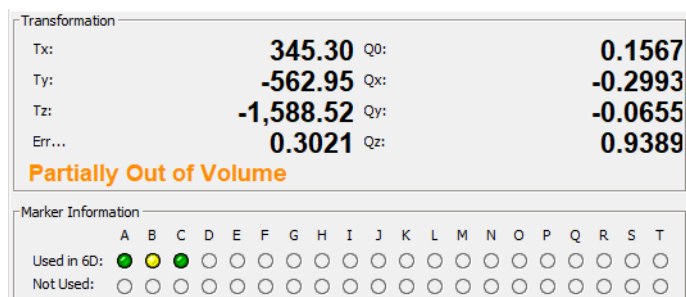 Transformation
Tx: 345.30 Q0: 0.1567
Ty: -562.95 Qx: -0.2993
Tz: -1,588.52 Qy: -0.0655
Err... 0.3021 Qz: 0.9389
Partially Out of Volume
Marker Information
A B C D E F G H I J K L M N O P Q R S T
Used in 6D:
Not Used: